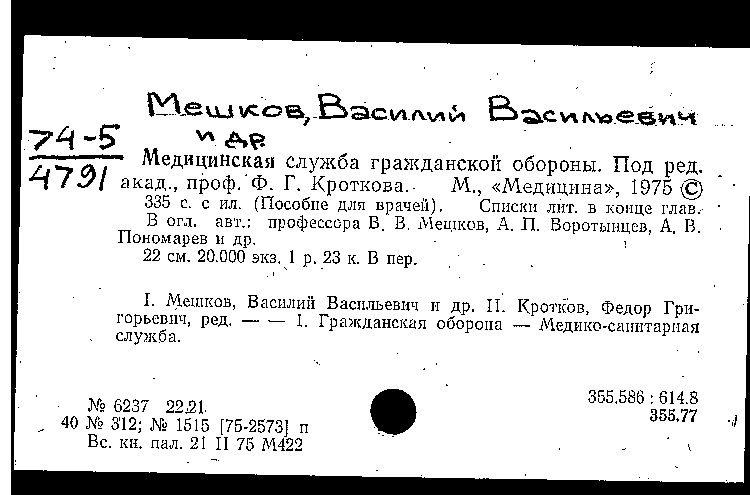 Мешков, Василий Васильевич
и др.
74-5
4791
Медицинская служба гражданской обороны. Под ред.
акад., проф. Ф. Г. Кроткова. М., «Медицина», 1975 ©
335 с. с ил. (Пособие для врачей). Списки лит. в конце глав.
В огл. авт.: профессора В. В. Мешков, А. П. Воротынцев, А. В.
Пономарев и др.
22 см. 20.000 экз. 1 р. 23 к. В пер.
I. Мешков, Василий Васильевич и др. II. Кротков, Федор Гри-
горьевич, ред. — — 1. Гражданская оборона — Медико-санитарная
служба.
355.586 : 614.8
355.77
№ 6237 22.21.
40 № 312; № 1515 [75-2573] п
Вс. кн. пал. 21 II 75 М422